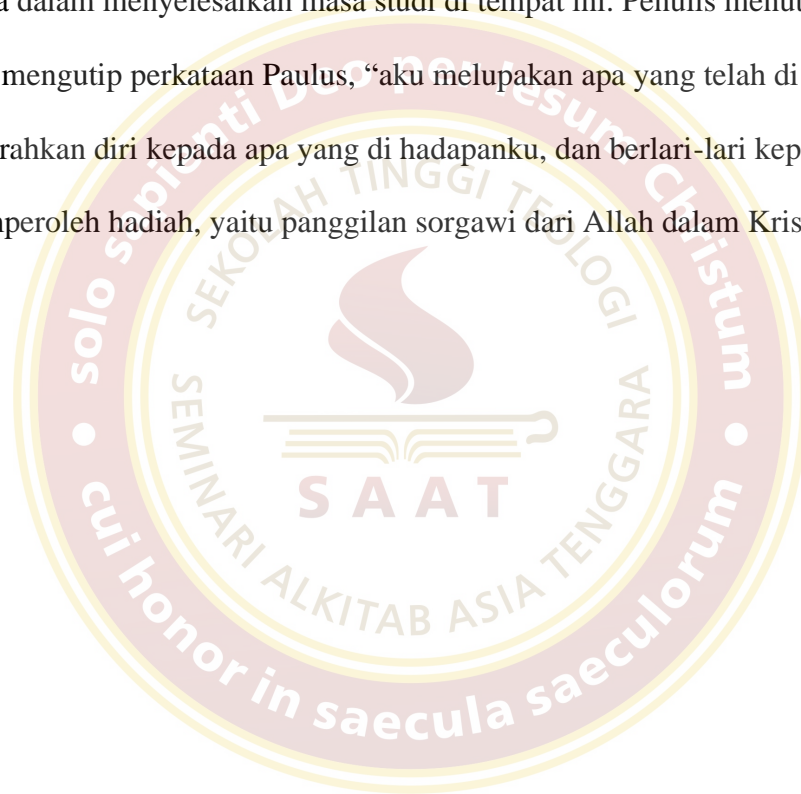 dalam menyelesaikan masa studi di tempat ini. Penulis
mengutip perkataan Paulus, “aku melupakan apa yang telah di
rahkan diri kepada apa yang di hadapanku, dan berlari-lari kep
peroleh hadiah, yaitu panggilan sorgawi dari Allah dalam Kris
solo sapienti Deo per Iesum Christum
SEKOLAH TINGGI TEOLOGI
SAAT
SEMINARI ALKITAB ASIA TENGGARA
cui honor in saecula saeculorum